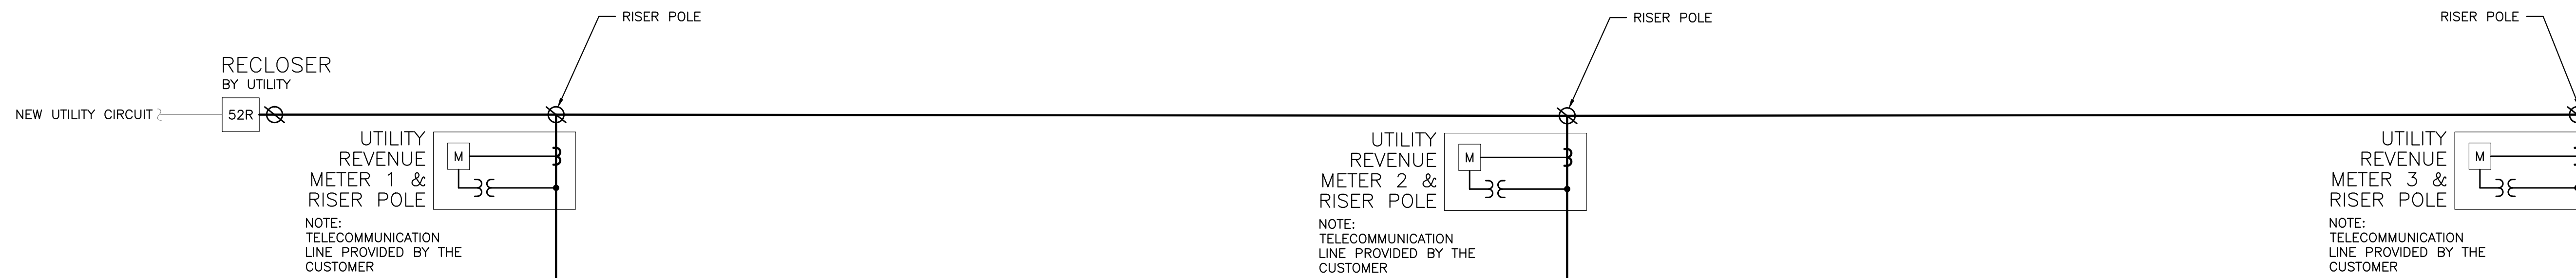 RISER POLE
RISER POLE
RISER POLE
RECLOSER
BY UTILITY
NEW UTILITY CIRCUIT
52R
UTILITY
REVENUE
METER 1 &
RISER POLE
M
NOTE:
TELECOMMUNICATION
LINE PROVIDED BY THE
CUSTOMER
UTILITY
REVENUE
METER 2 &
RISER POLE
M
NOTE:
TELECOMMUNICATION
LINE PROVIDED BY THE
CUSTOMER
UTILITY
REVENUE
METER 3 &
RISER POLE
M
NOTE:
TELECOMMUNICATION
LINE PROVIDED BY THE
CUSTOMER